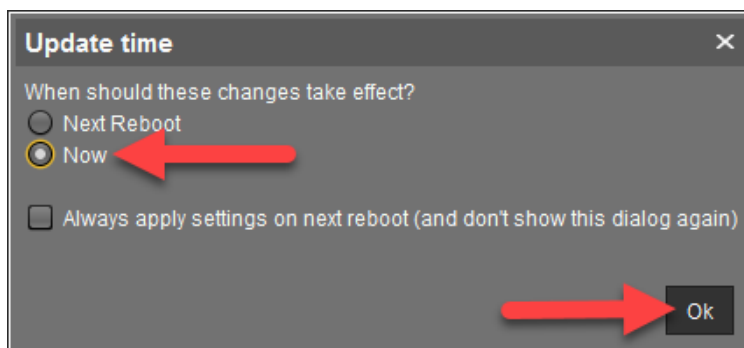 Update time
When should these changes take effect?
Next Reboot
Now
Always apply settings on next reboot (and don't show this dialog again)
Ok